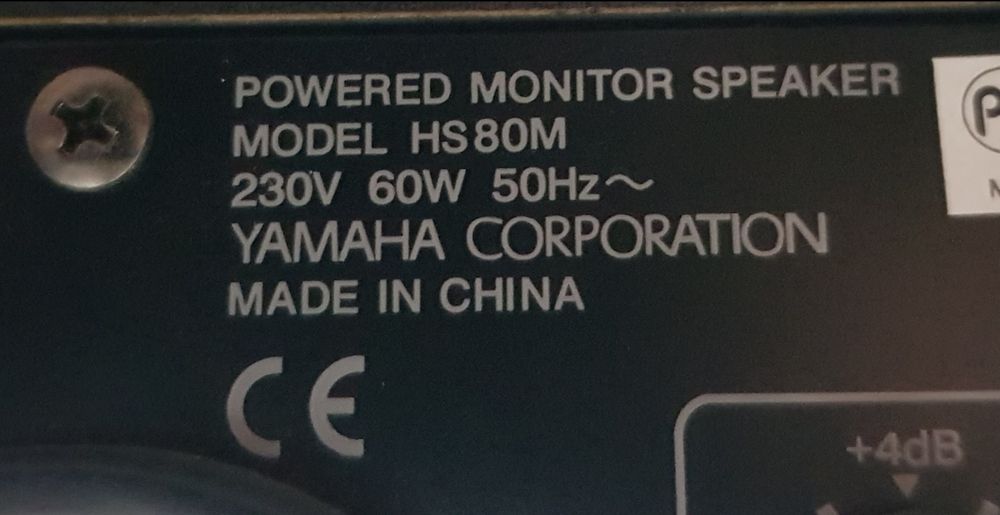 POWERED MONITOR SPEAKER
MODEL HS80M
230V 60W 50Hz～
YAMAHA CORPORATION
MADE IN CHINA
CE
+4dB